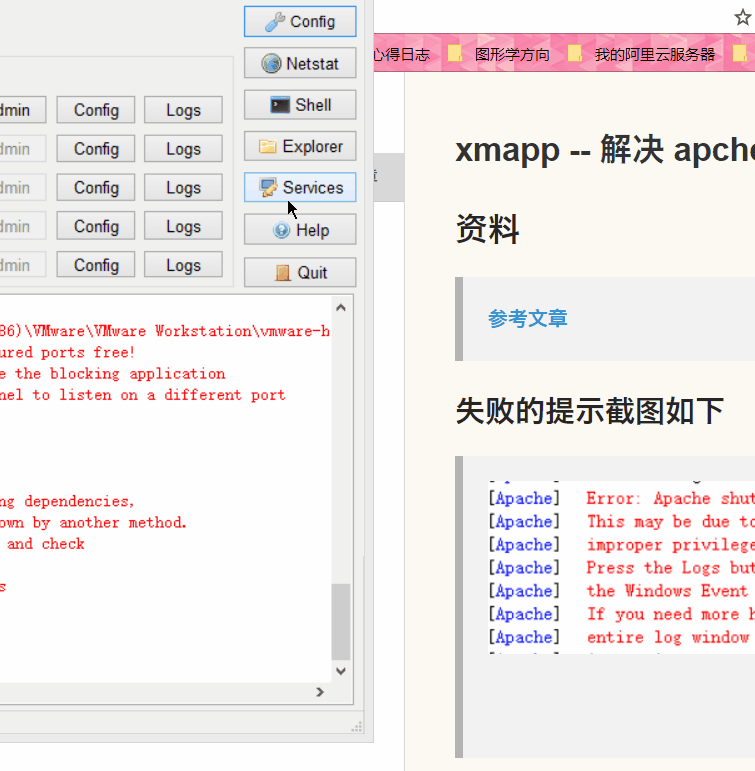 Config
Netstat
Shell
Explorer
Services
Help
Quit
dmin Config Logs
dmin Config Logs
dmin Config Logs
dmin Config Logs
dmin Config Logs
86)\VMware\VMware Workstation\vmware-h
ured ports free!
e the blocking application
nel to listen on a different port
ng dependencies,
own by another method.
and check
s
心得日志 图形学方向 我的阿里云服务器
xmapp -- 解决 apche
资料
参考文章
失败的提示截图如下
[Apache] Error: Apache shut
[Apache] This may be due to
[Apache] improper privilege
[Apache] Press the Logs but
[Apache] the Windows Event
[Apache] If you need more h
[Apache] entire log window